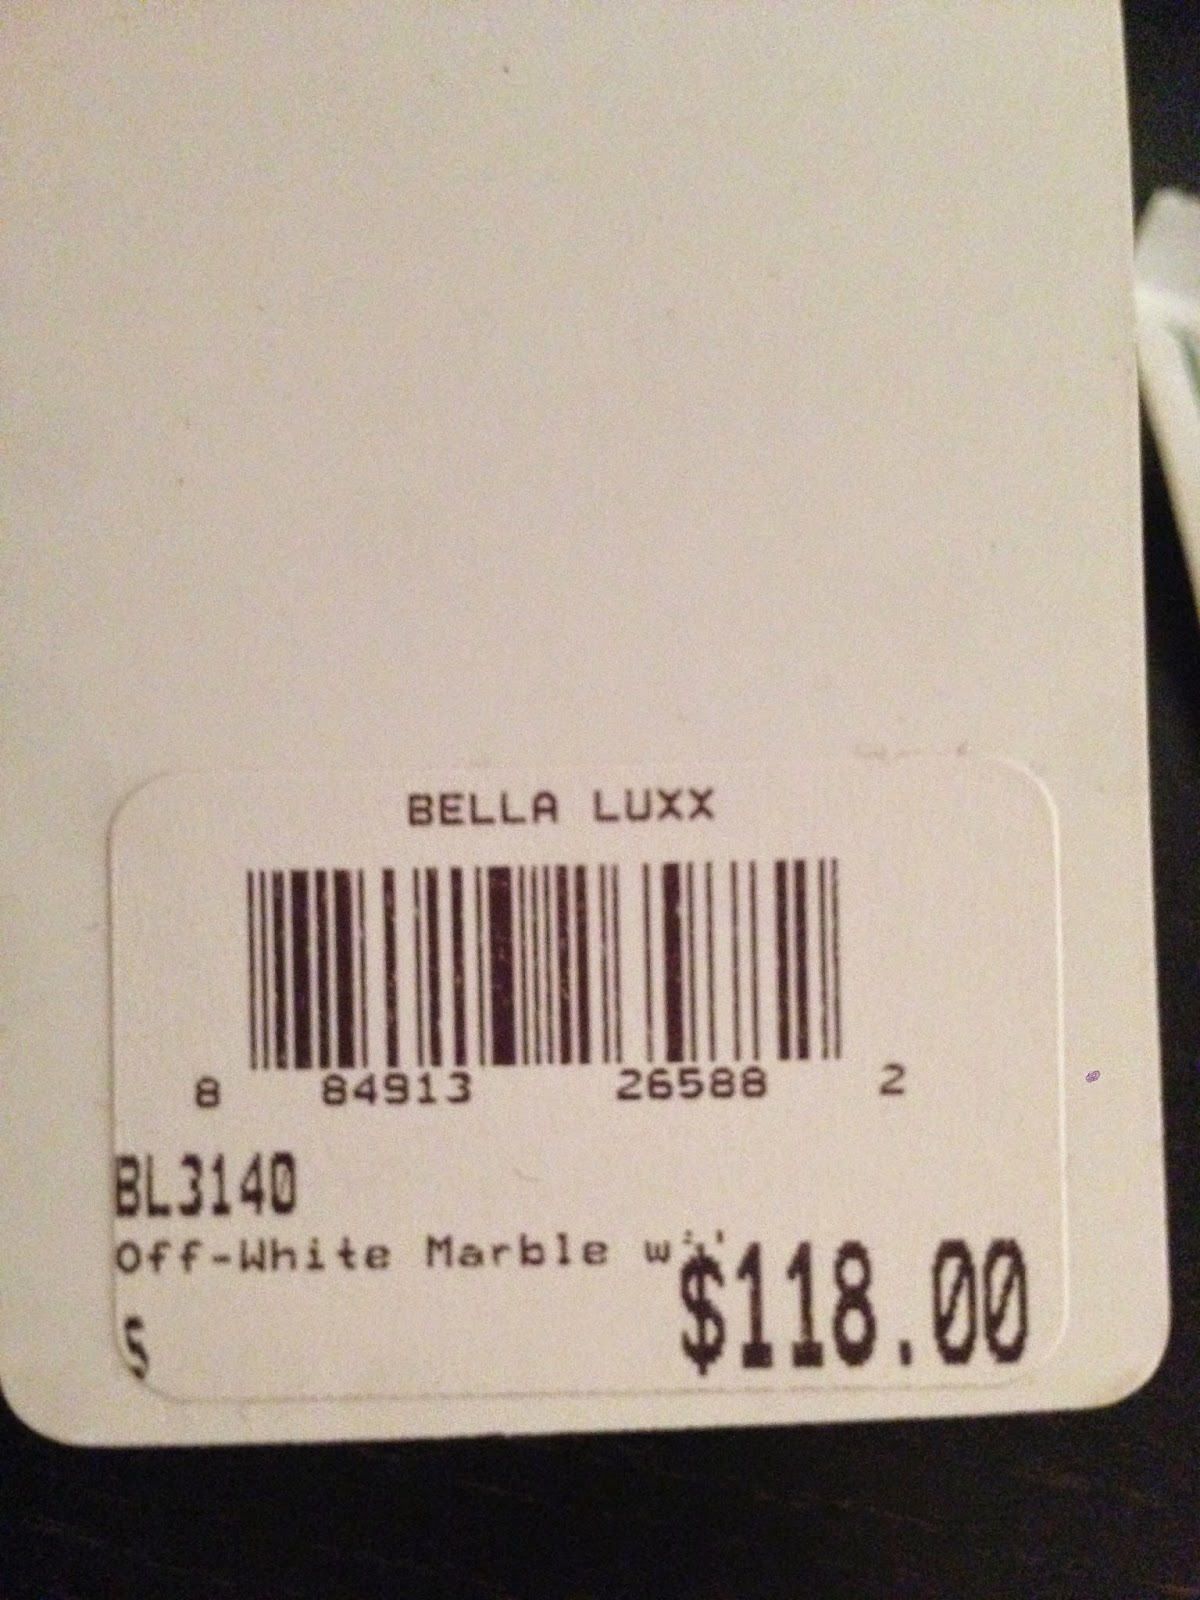 BELLA LUXX
8 84913 26588 2
BL3140
Off-White Marble
$118.00
S